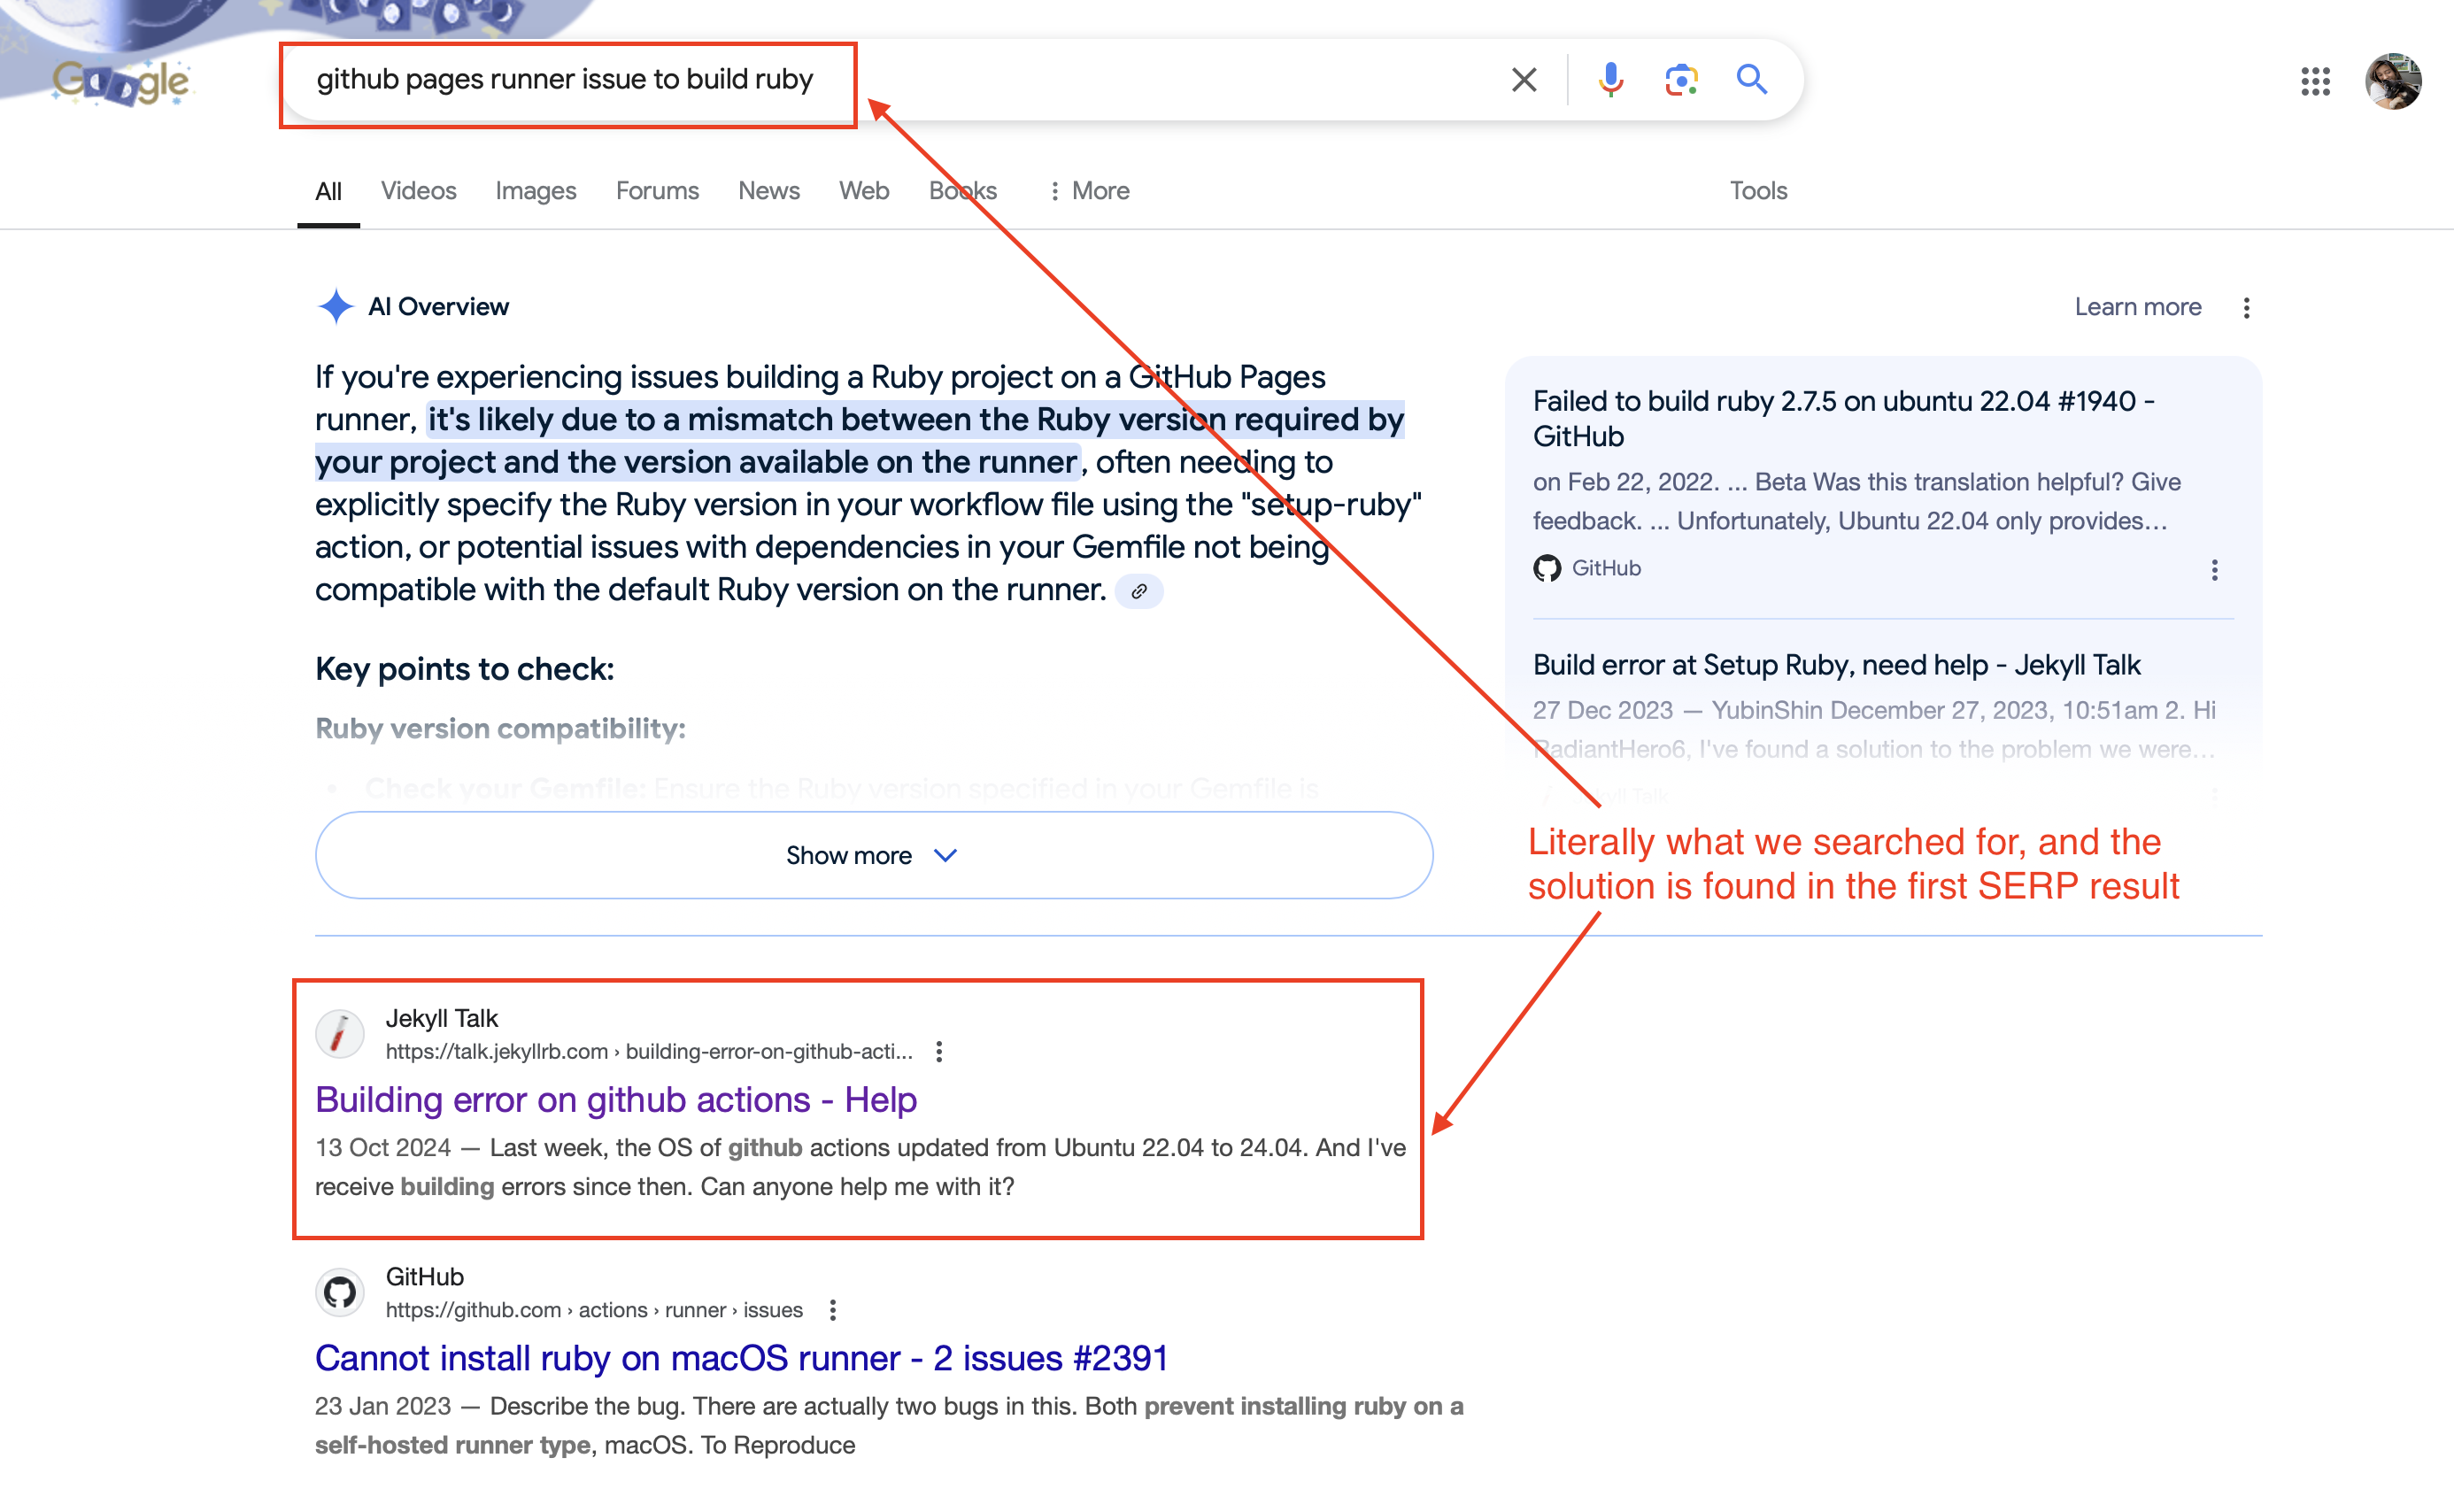 Google
github pages runner issue to build ruby
All Videos Images Forums News Web Books More Tools
AI Overview
Learn more
If you're experiencing issues building a Ruby project on a GitHub Pages
runner, it's likely due to a mismatch between the Ruby version required by
your project and the version available on the runner, often needing to
explicitly specify the Ruby version in your workflow file using the "setup-ruby"
action, or potential issues with dependencies in your Gemfile not being
compatible with the default Ruby version on the runner.
Key points to check:
Ruby version compatibility:
• Check your Gemfile: Ensure the Ruby version specified in your Gemfile is
Show more
Failed to build ruby 2.7.5 on ubuntu 22.04 #1940 -
GitHub
on Feb 22, 2022. ... Beta Was this translation helpful? Give
feedback. ... Unfortunately, Ubuntu 22.04 only provides...
GitHub
Build error at Setup Ruby, need help - Jekyll Talk
27 Dec 2023 — YubinShin December 27, 2023, 10:51am 2. Hi
RadiantHero6, I've found a solution to the problem we were...
Jekyll Talk
Literally what we searched for, and the
solution is found in the first SERP result
Jekyll Talk
https://talk.jekyllrb.com › building-error-on-github-acti...
Building error on github actions - Help
13 Oct 2024 — Last week, the OS of github actions updated from Ubuntu 22.04 to 24.04. And I've
receive building errors since then. Can anyone help me with it?
GitHub
https://github.com › actions › runner › issues
Cannot install ruby on macOS runner - 2 issues #2391
23 Jan 2023 — Describe the bug. There are actually two bugs in this. Both prevent installing ruby on a
self-hosted runner type, macOS. To Reproduce